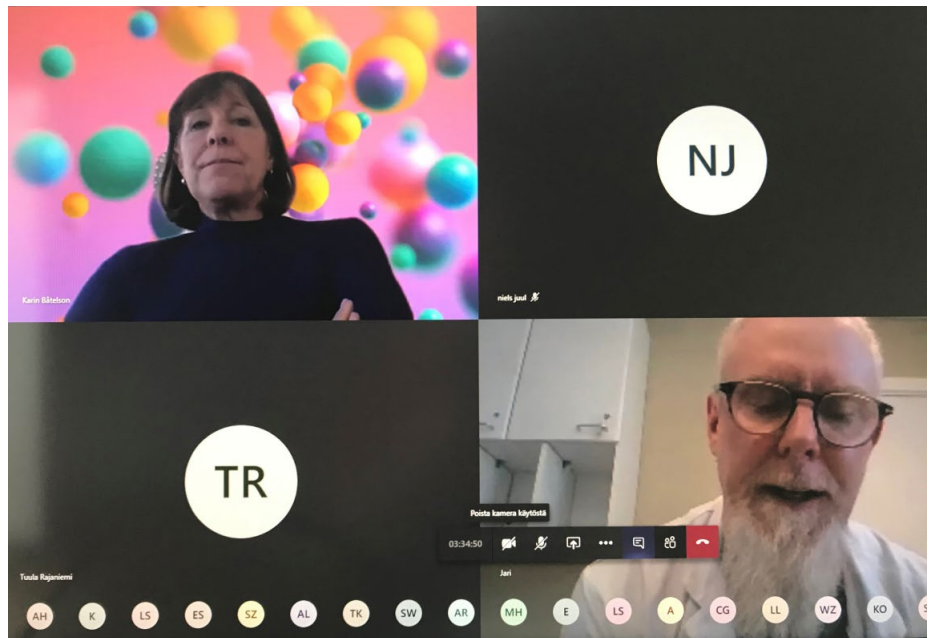 NJ
Karin Båtelson
niels juul
TR
Poista kamera käytöstä
03:34:50
Tuula Rajaniemi
Jari
AH K LS ES SZ AL TK SW AR MH E LS A CG LL WZ KO S